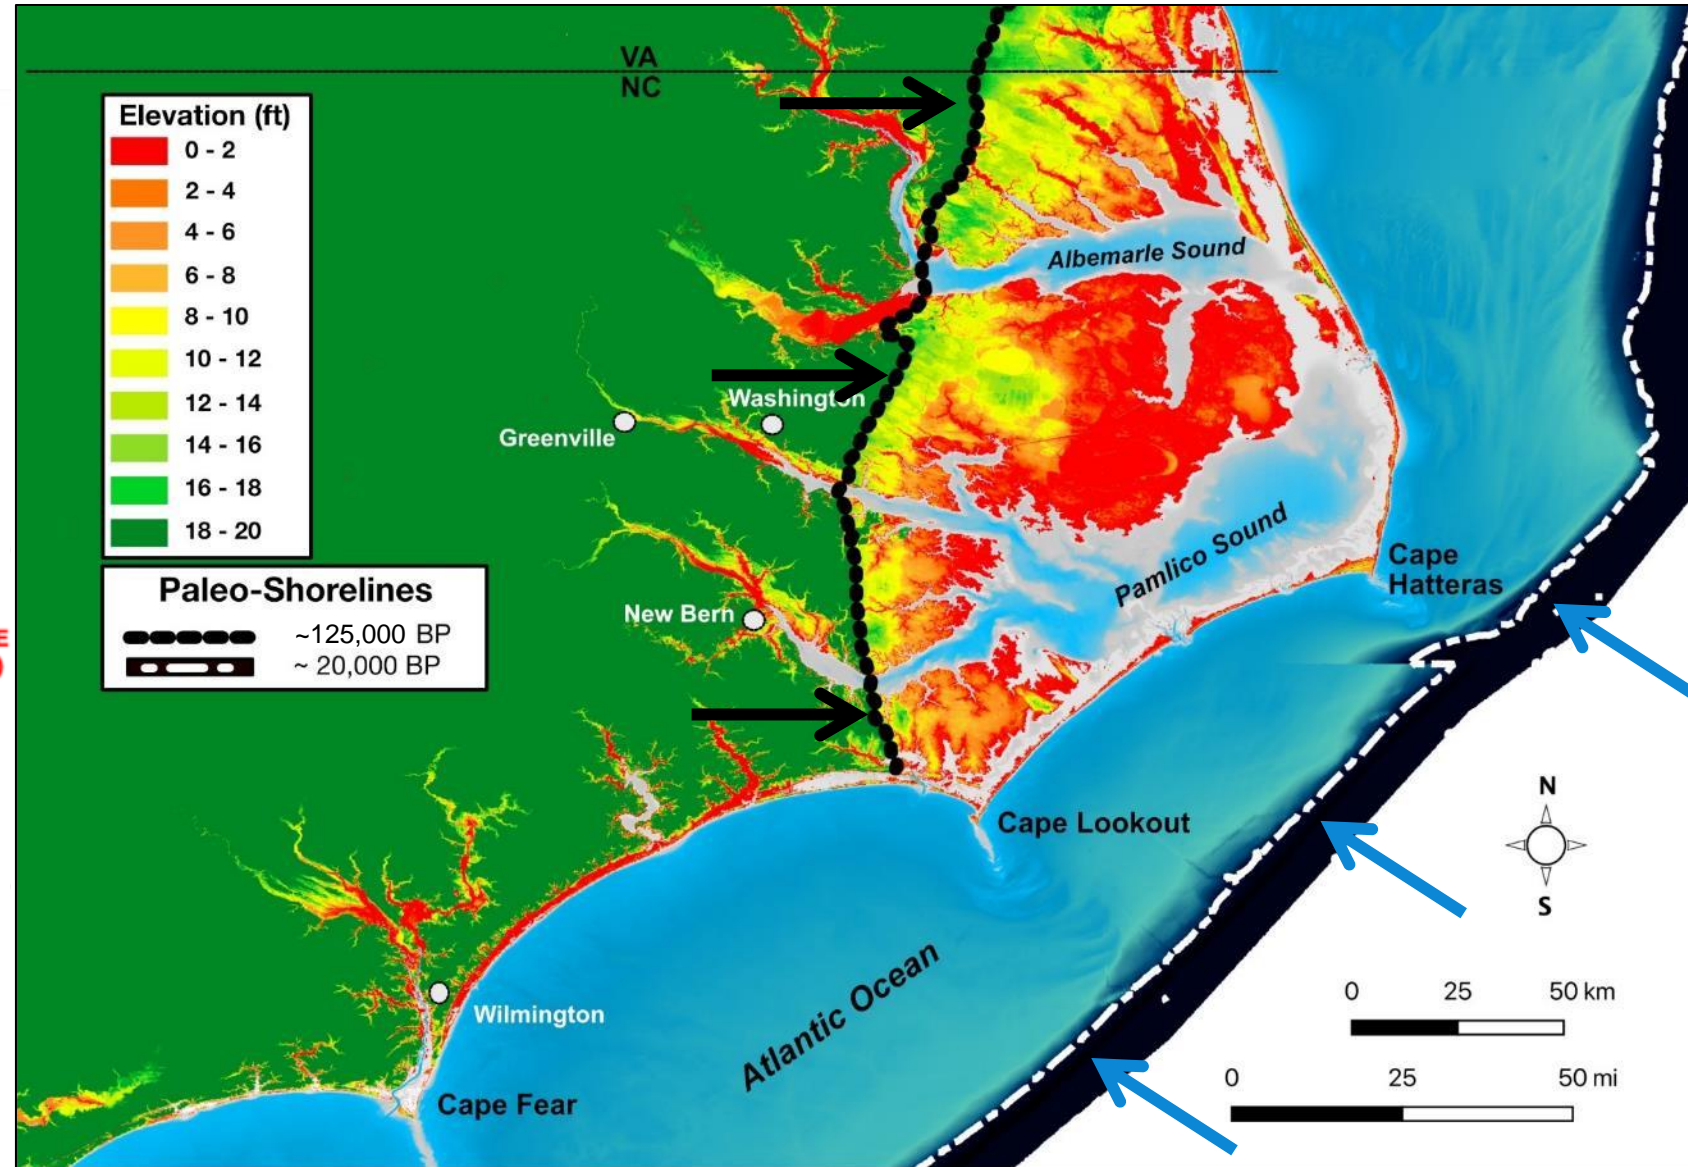 VA
NC
Elevation (ft)
0 - 2
2 - 4
4 - 6
6 - 8
8 - 10
10 - 12
12 - 14
14 - 16
16 - 18
18 - 20
Paleo-Shorelines
~125,000 BP
~ 20,000 BP
Albemarle Sound
Washington
Greenville
Pamlico Sound
Cape
Hatteras
New Bern
Cape Lookout
N
S
Atlantic Ocean
Wilmington
Cape Fear
0 25 50 km
0 25 50 mi